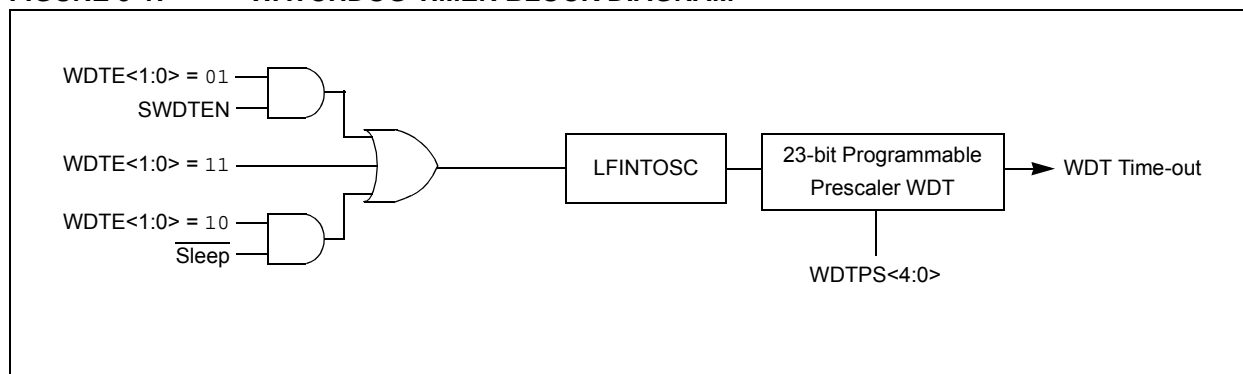 WDTE<1:0> = 01
SWDTEN
WDTE<1:0> = 11
WDTE<1:0> = 10
Sleep
LFINTOSC
23-bit Programmable
Prescaler WDT
WDT Time-out
WDTPS<4:0>